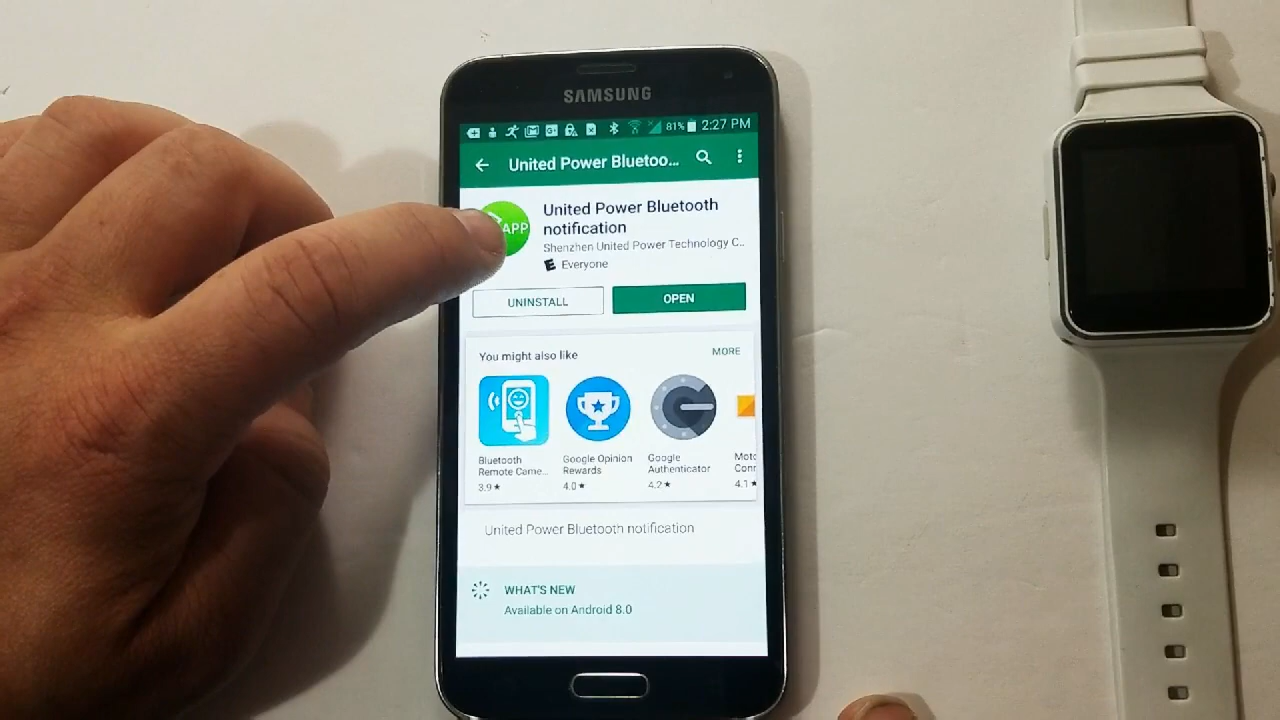 SAMSUNG
81% 2:27 PM
United Power Bluetoo...
APP
United Power Bluetooth
notification
Shenzhen United Power Technology C..
E Everyone
UNINSTALL
OPEN
You might also like
MORE
Bluetooth
Remote Came...
3.9★
Google Opinion
Rewards
4.0★
Google
Authenticator
4.2★
Moto
Conn
4.1★
United Power Bluetooth notification
WHAT'S NEW
Available on Android 8.0